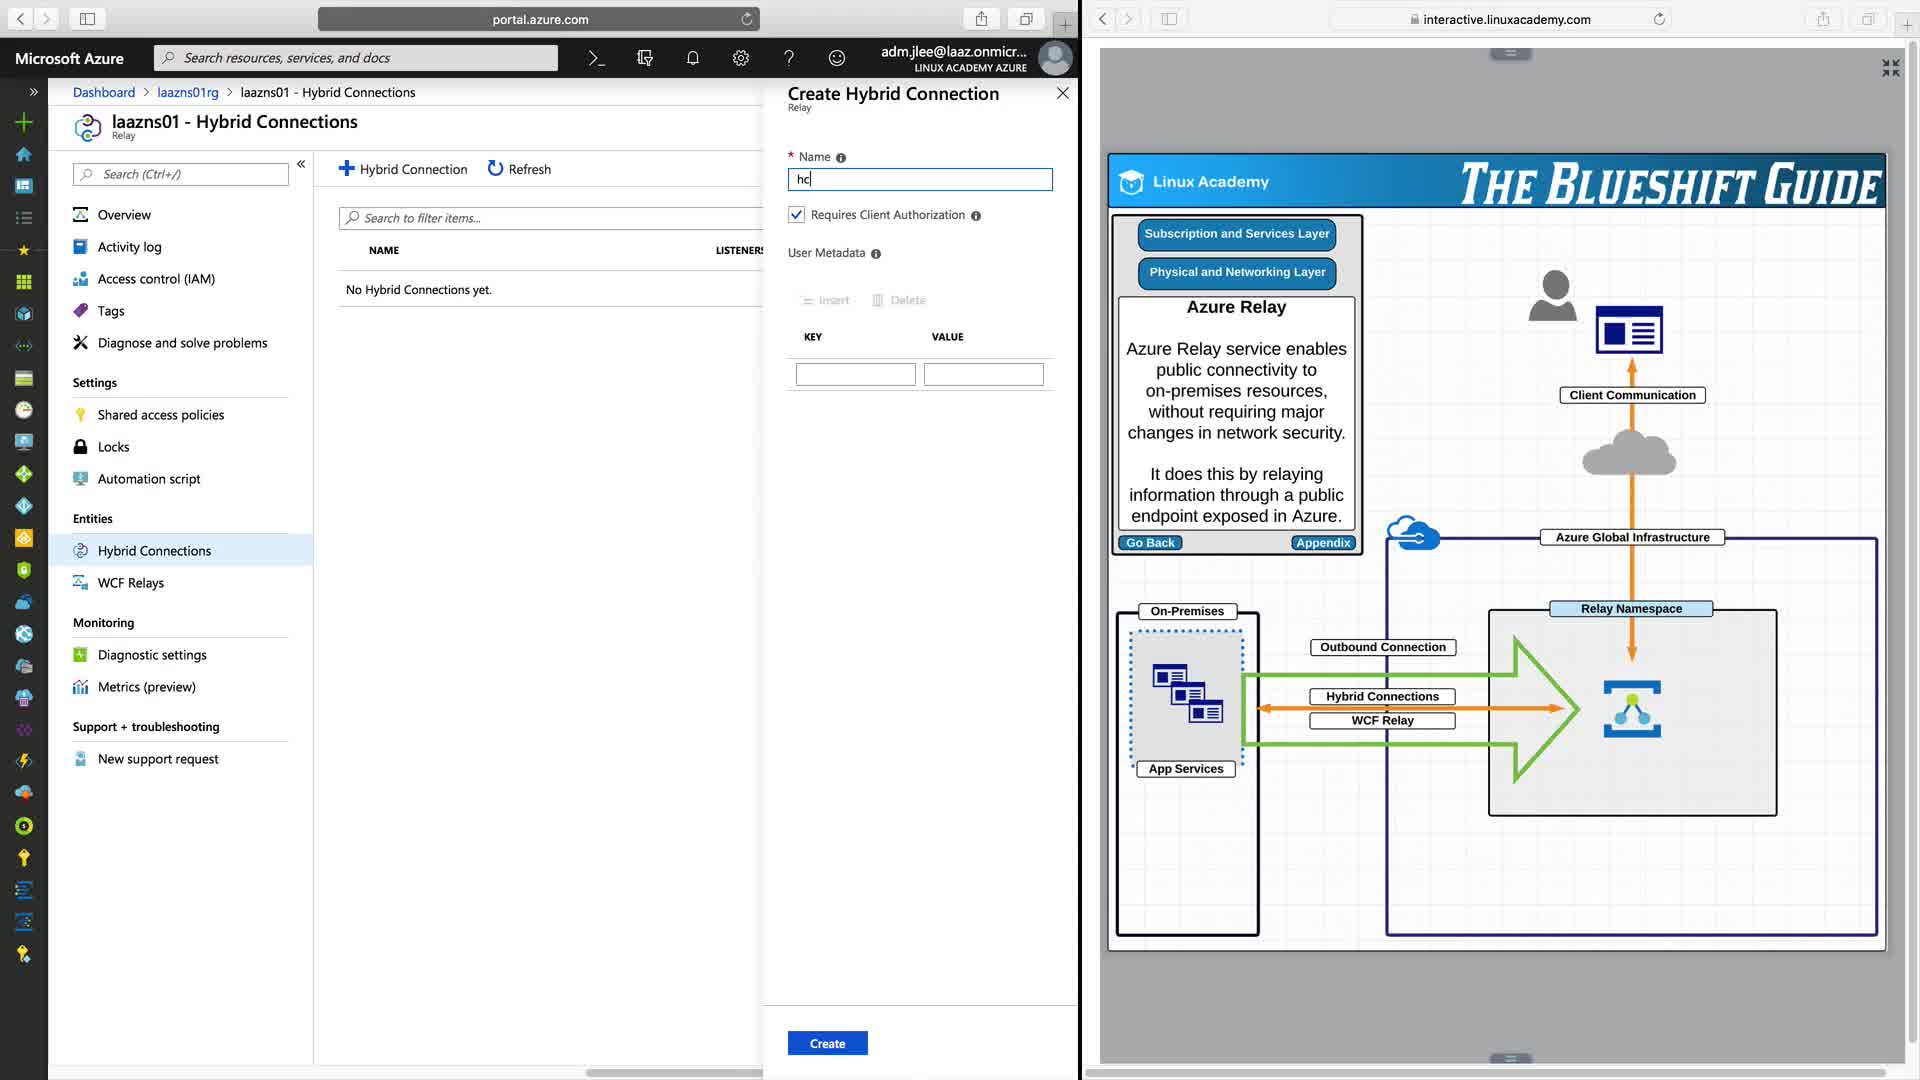 portal.azure.com
Microsoft Azure
Search resources, services, and docs
adm.jlee@laaz.onmicr...
LINUX ACADEMY AZURE
Dashboard > laazns01rg > laazns01 - Hybrid Connections
laazns01 - Hybrid Connections
Relay
Search (Ctrl+/)
Overview
Activity log
Access control (IAM)
Tags
Diagnose and solve problems
Settings
Shared access policies
Locks
Automation script
Entities
Hybrid Connections
WCF Relays
Monitoring
Diagnostic settings
Metrics (preview)
Support + troubleshooting
New support request
Hybrid Connection
Refresh
Search to filter items...
NAME
LISTENERS
No Hybrid Connections yet.
Create Hybrid Connection
Relay
* Name
hc
Requires Client Authorization
User Metadata
Insert
Delete
KEY
VALUE
Create
interactive.linuxacademy.com
Linux Academy
THE BLUESHIFT GUIDE
Subscription and Services Layer
Physical and Networking Layer
Azure Relay
Azure Relay service enables
public connectivity to
on-premises resources,
without requiring major
changes in network security.
It does this by relaying
information through a public
endpoint exposed in Azure.
Go Back
Appendix
Client Communication
Azure Global Infrastructure
On-Premises
App Services
Outbound Connection
Hybrid Connections
WCF Relay
Relay Namespace